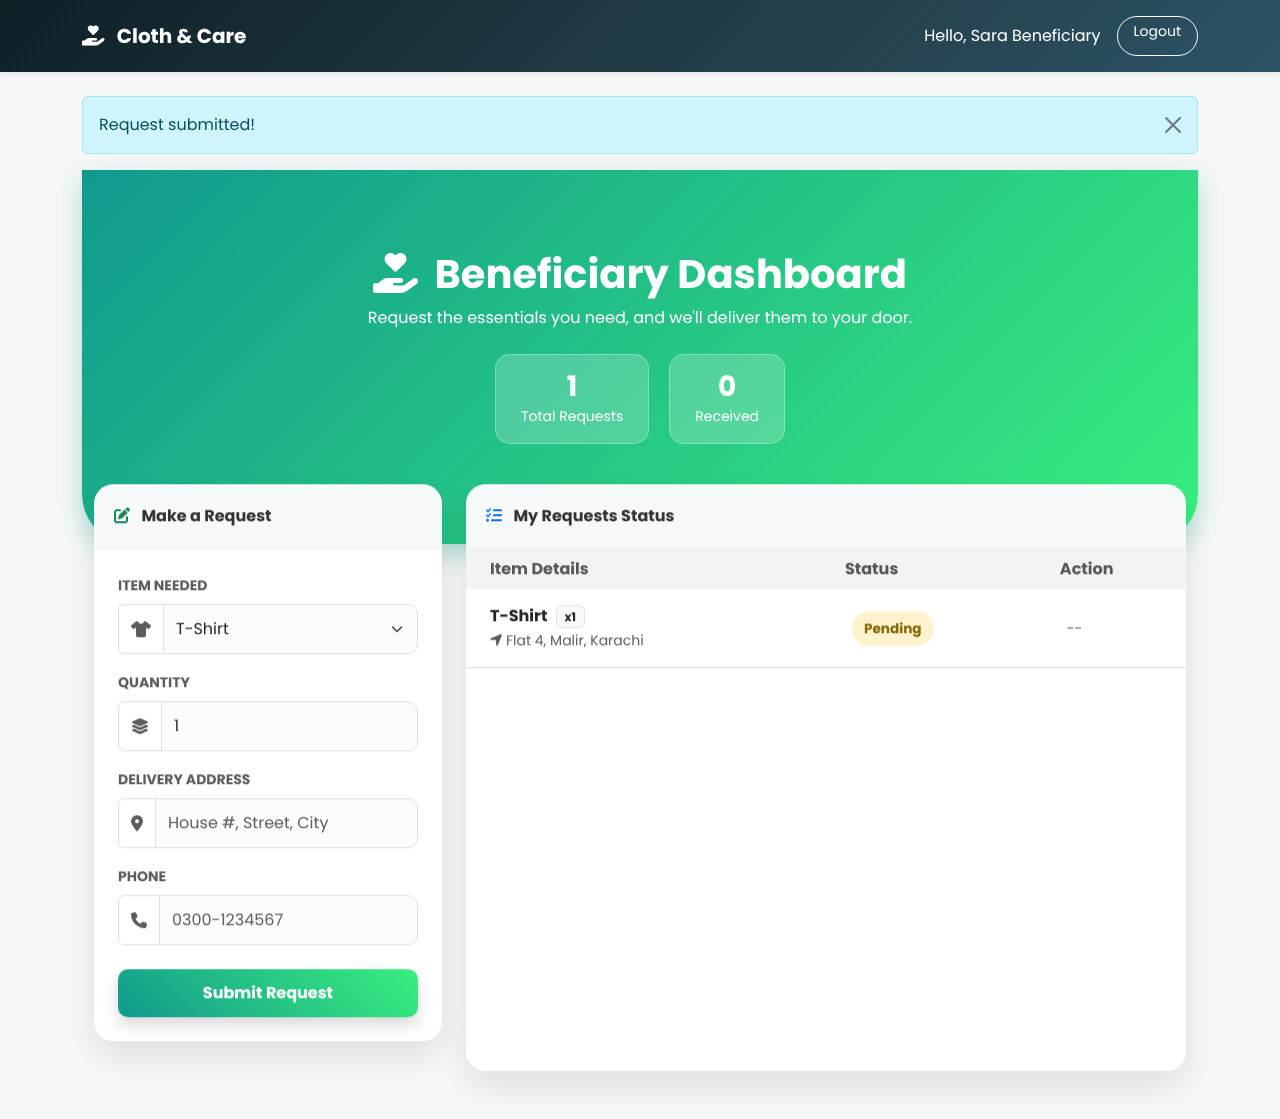 Cloth & Care
Hello, Sara Beneficiary
Logout
Request submitted!
Beneficiary Dashboard
Request the essentials you need, and we'll deliver them to your door.
1
Total Requests
0
Received
Make a Request
ITEM NEEDED
T-Shirt
QUANTITY
1
DELIVERY ADDRESS
House #, Street, City
PHONE
0300-1234567
Submit Request
My Requests Status
Item Details Status Action
T-Shirt x1
Flat 4, Malir, Karachi
Pending
--